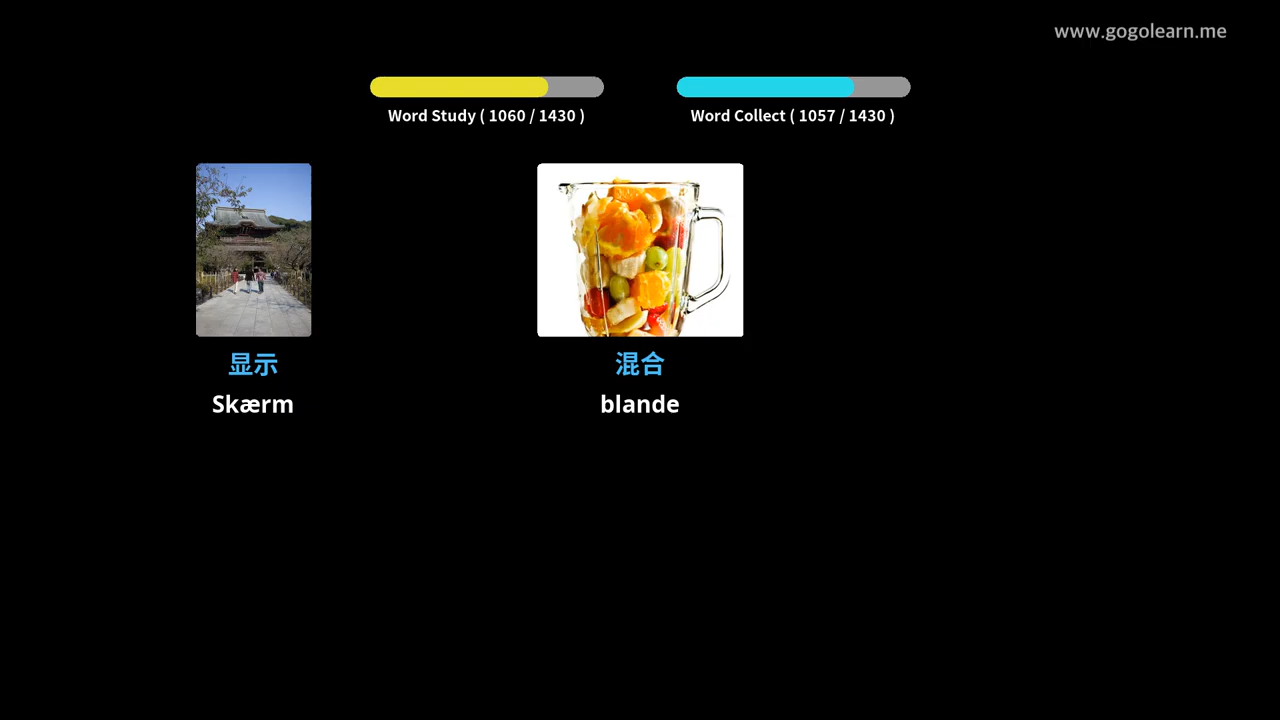 www.gogolearn.me
Word Study ( 1060 / 1430 )
Word Collect ( 1057 / 1430 )
显示
Skærm
混合
blande